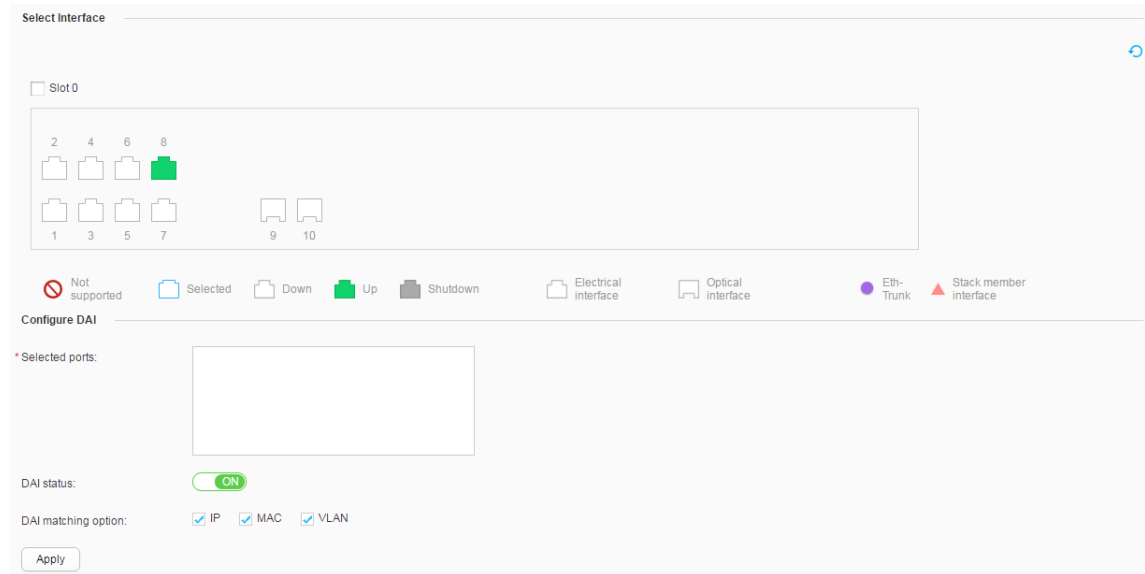 Select Interface
Slot 0
2 4 6 8
1 3 5 7 9 10
Not supported
Selected
Down
Up
Shutdown
Electrical interface
Optical interface
Eth-Trunk
Stack member interface
Configure DAI
* Selected ports:
DAI status: ON
DAI matching option: IP MAC VLAN
Apply